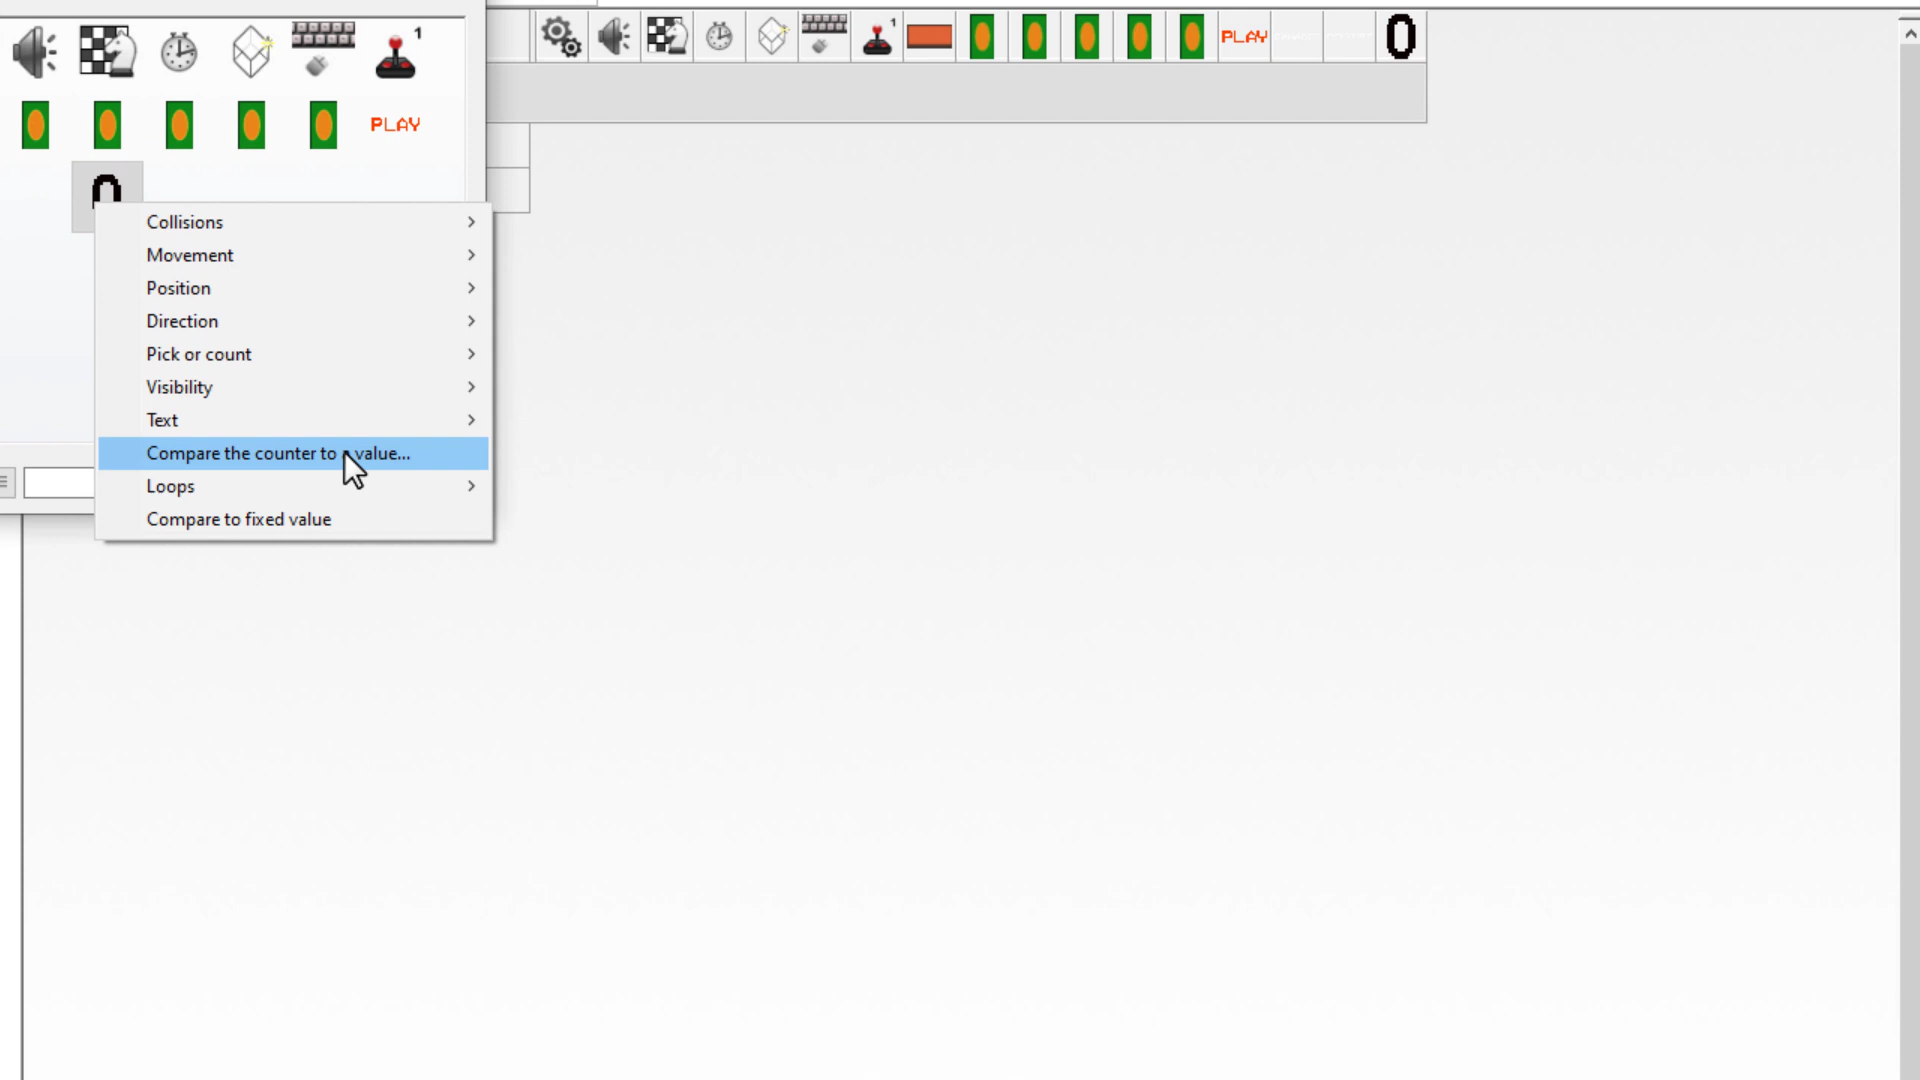 1
1
PLAY
0
PLAY
0
Collisions
Movement
Position
Direction
Pick or count
Visibility
Text
Compare the counter to a value...
Loops
Compare to fixed value